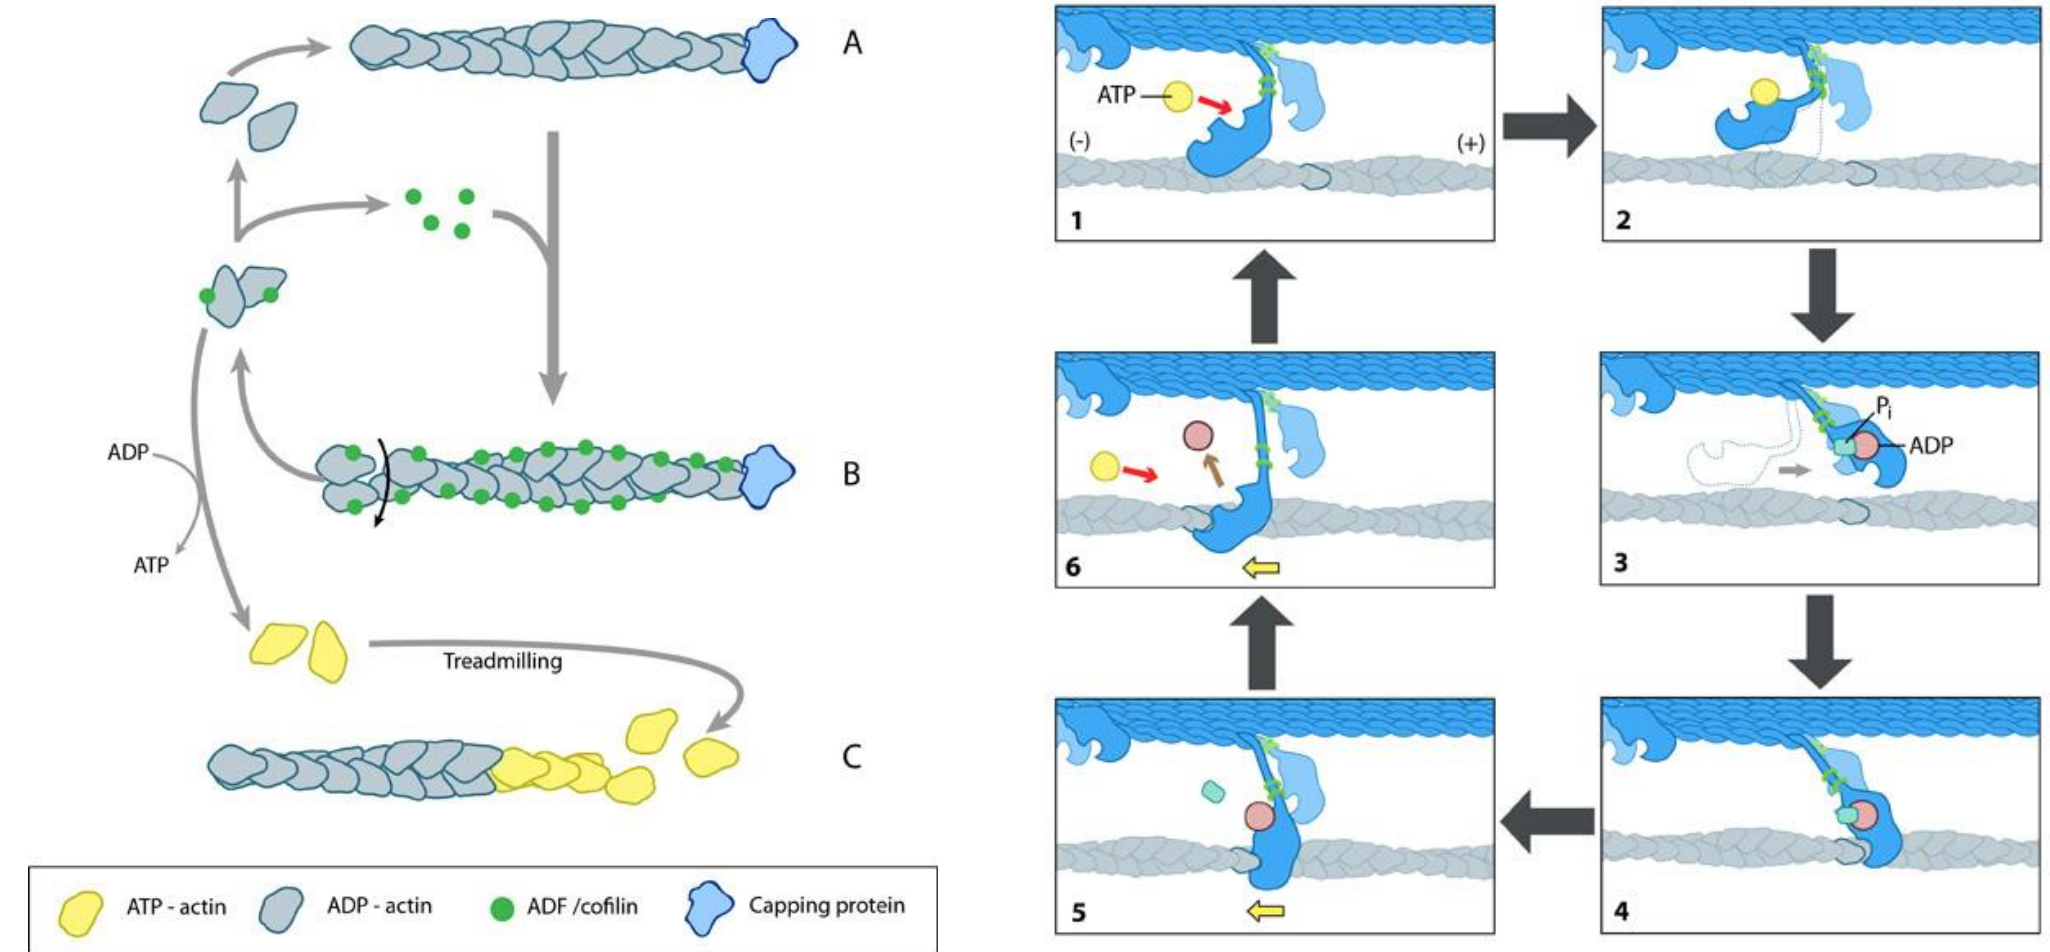 A
B
ADP
ATP
Treadmilling
C
ATP - actin
ADP - actin
ADF /cofilin
Capping protein
ATP
(-)
(+)
1
2
Pi
ADP
3
4
5
6